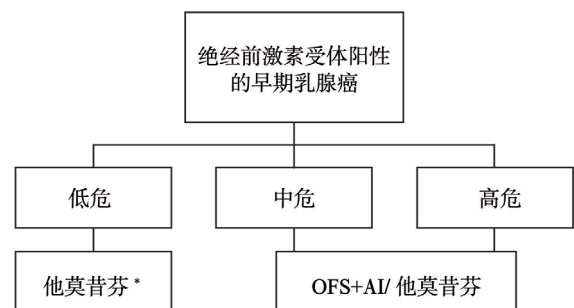 绝经前激素受体阳性
的早期乳腺癌
低危
中危
高危
他莫昔芬*
OFS+AI/他莫昔芬